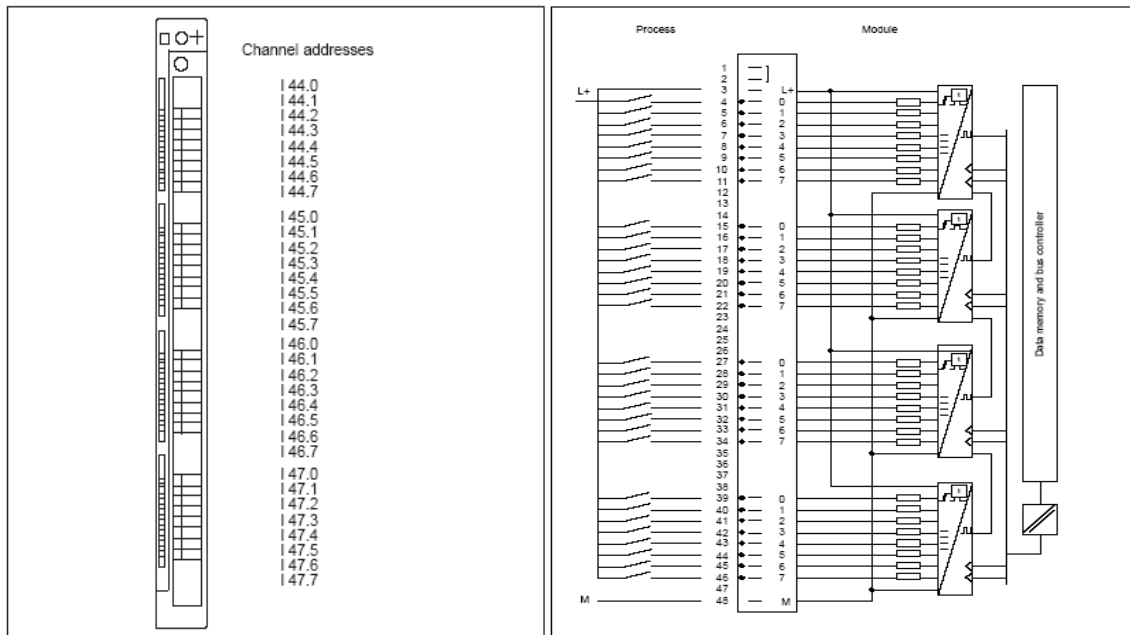 Channel addresses
I 44.0
I 44.1
I 44.2
I 44.3
I 44.4
I 44.5
I 44.6
I 44.7
I 45.0
I 45.1
I 45.2
I 45.3
I 45.4
I 45.5
I 45.6
I 45.7
I 46.0
I 46.1
I 46.2
I 46.3
I 46.4
I 46.5
I 46.6
I 46.7
I 47.0
I 47.1
I 47.2
I 47.3
I 47.4
I 47.5
I 47.6
I 47.7
Process Module
1
2
L+ 3 L+
4 0
5 1
6 2
7 3
8 4
9 5
10 6
11 7
12
13
14
15 0
16 1
17 2
18 3
19 4
20 5
21 6
22 7
23
24
25
26
27 0
28 1
29 2
30 3
31 4
32 5
33 6
34 7
35
36
37
38
39 0
40 1
41 2
42 3
43 4
44 5
45 6
46 7
47
M 48 M
t
t
t
t
Data memory and bus controller